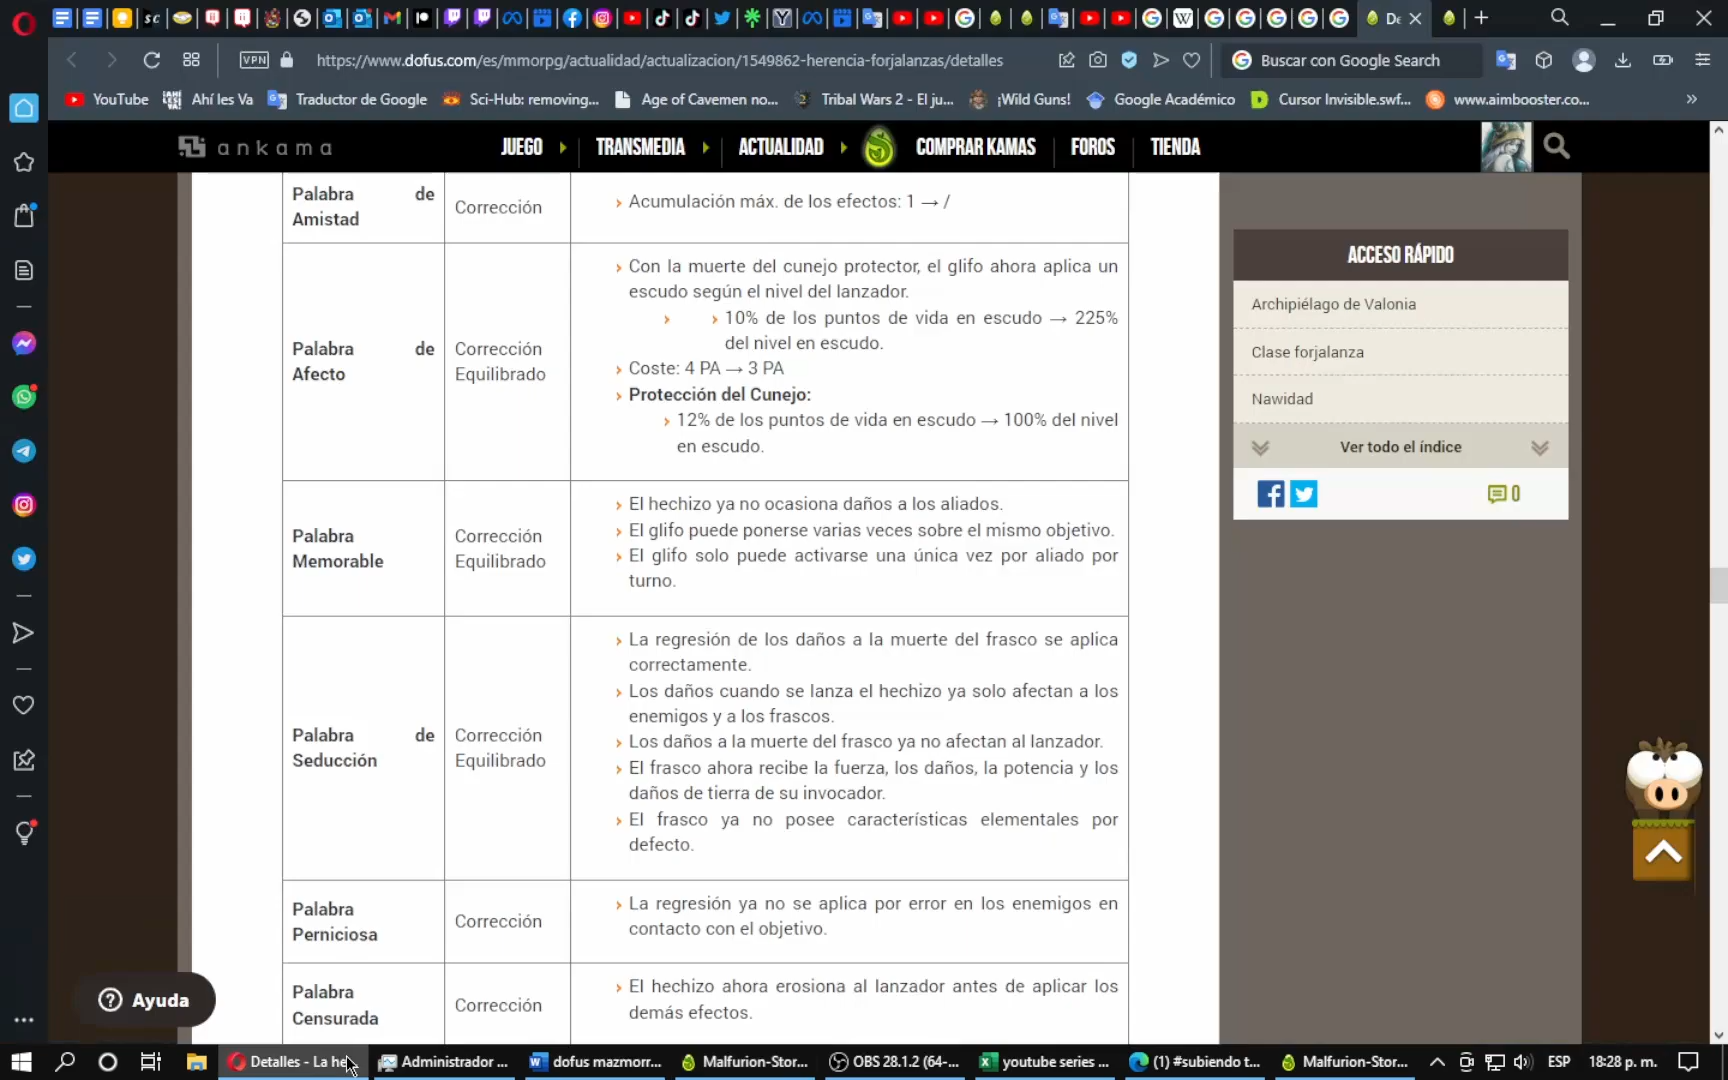 De
VPN
https://www.dofus.com/es/mmorpg/actualidad/actualizacion/1549862-herencia-forjalanzas/detalles
Buscar con Google Search
YouTube
Ahí les Va
Traductor de Google
Sci-Hub: removing...
Age of Cavemen no...
Tribal Wars 2 - El ju...
¡Wild Guns!
Google Académico
Cursor Invisible.swf...
www.aimbooster.co...
ankama
JUEGO
TRANSMEDIA
ACTUALIDAD
COMPRAR KAMAS
FOROS
TIENDA
Palabra de
Amistad
Corrección
Acumulación máx. de los efectos: 1 → /
Palabra de
Afecto
Corrección
Equilibrado
Con la muerte del cunejo protector, el glifo ahora aplica un
escudo según el nivel del lanzador.
10% de los puntos de vida en escudo → 225%
del nivel en escudo.
Coste: 4 PA → 3 PA
Protección del Cunejo:
12% de los puntos de vida en escudo → 100% del nivel
en escudo.
Palabra
Memorable
Corrección
Equilibrado
El hechizo ya no ocasiona daños a los aliados.
El glifo puede ponerse varias veces sobre el mismo objetivo.
El glifo solo puede activarse una única vez por aliado por
turno.
Palabra de
Seducción
Corrección
Equilibrado
La regresión de los daños a la muerte del frasco se aplica
correctamente.
Los daños cuando se lanza el hechizo ya solo afectan a los
enemigos y a los frascos.
Los daños a la muerte del frasco ya no afectan al lanzador.
El frasco ahora recibe la fuerza, los daños, la potencia y los
daños de tierra de su invocador.
El frasco ya no posee características elementales por
defecto.
Palabra
Perniciosa
Corrección
La regresión ya no se aplica por error en los enemigos en
contacto con el objetivo.
Palabra
Censurada
Corrección
El hechizo ahora erosiona al lanzador antes de aplicar los
demás efectos.
ACCESO RÁPIDO
Archipiélago de Valonia
Clase forjalanza
Nawidad
Ver todo el índice
0
Ayuda
Detalles - La he
Administrador ...
dofus mazmorr...
Malfurion-Stor...
OBS 28.1.2 (64-...
youtube series ...
(1) #subiendo t...
Malfurion-Stor...
ESP
18:28 p. m.